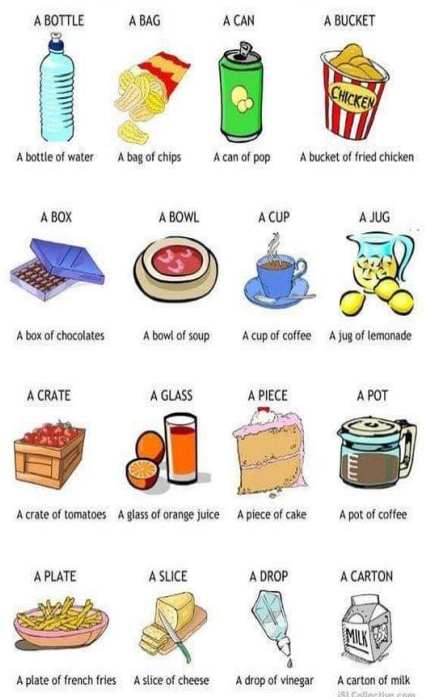 A BOTTLE A BAG A CAN A BUCKET
CHICKEN
A bottle of water A bag of chips A can of pop A bucket of fried chicken
A BOX A BOWL A CUP A JUG
A box of chocolates A bowl of soup A cup of coffee A jug of lemonade
A CRATE A GLASS A PIECE A POT
A crate of tomatoes A glass of orange juice A piece of cake A pot of coffee
A PLATE A SLICE A DROP A CARTON
MILK
A plate of french fries A slice of cheese A drop of vinegar A carton of milk
iSLCollective.com